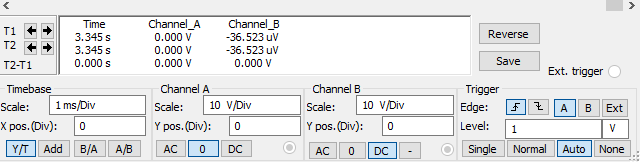 Time Channel_A Channel_B
T1 3.345 s 0.000 V -36.523 uV
T2 3.345 s 0.000 V -36.523 uV
T2-T1 0.000 s 0.000 V 0.000 V
Reverse
Save
Ext. trigger
Timebase Channel A Channel B Trigger
Scale: 1 ms/Div Scale: 10 V/Div Scale: 10 V/Div Edge: A B Ext
X pos.(Div): 0 Y pos.(Div): 0 Y pos.(Div): 0 Level: 1 V
Y/T Add B/A A/B AC 0 DC AC 0 DC - Single Normal Auto None